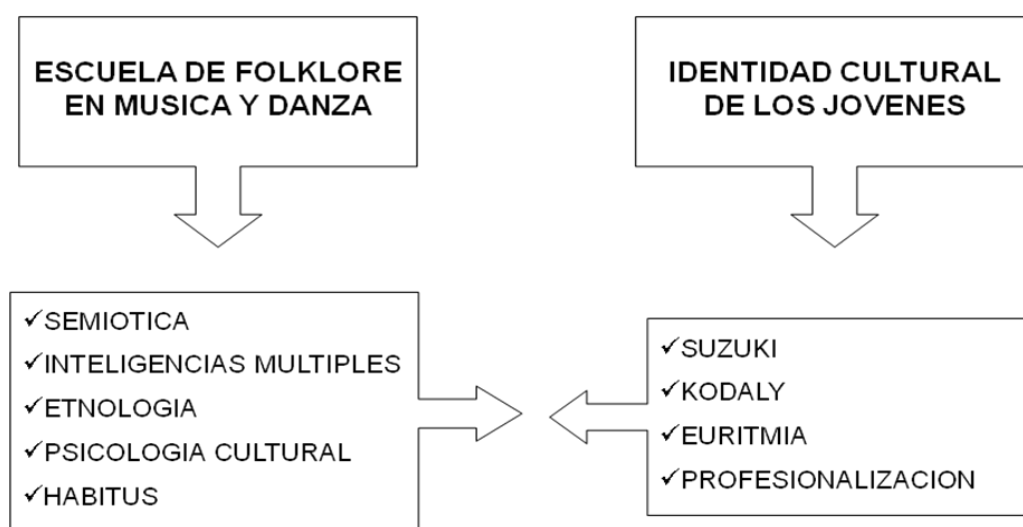 ESCUELA DE FOLKLORE
EN MUSICA Y DANZA
IDENTIDAD CULTURAL
DE LOS JOVENES
✓SEMIOTICA
✓INTELIGENCIAS MULTIPLES
✓ETNOLOGIA
✓PSICOLOGIA CULTURAL
✓HABITUS
✓SUZUKI
✓KODALY
✓EURITMIA
✓PROFESIONALIZACION